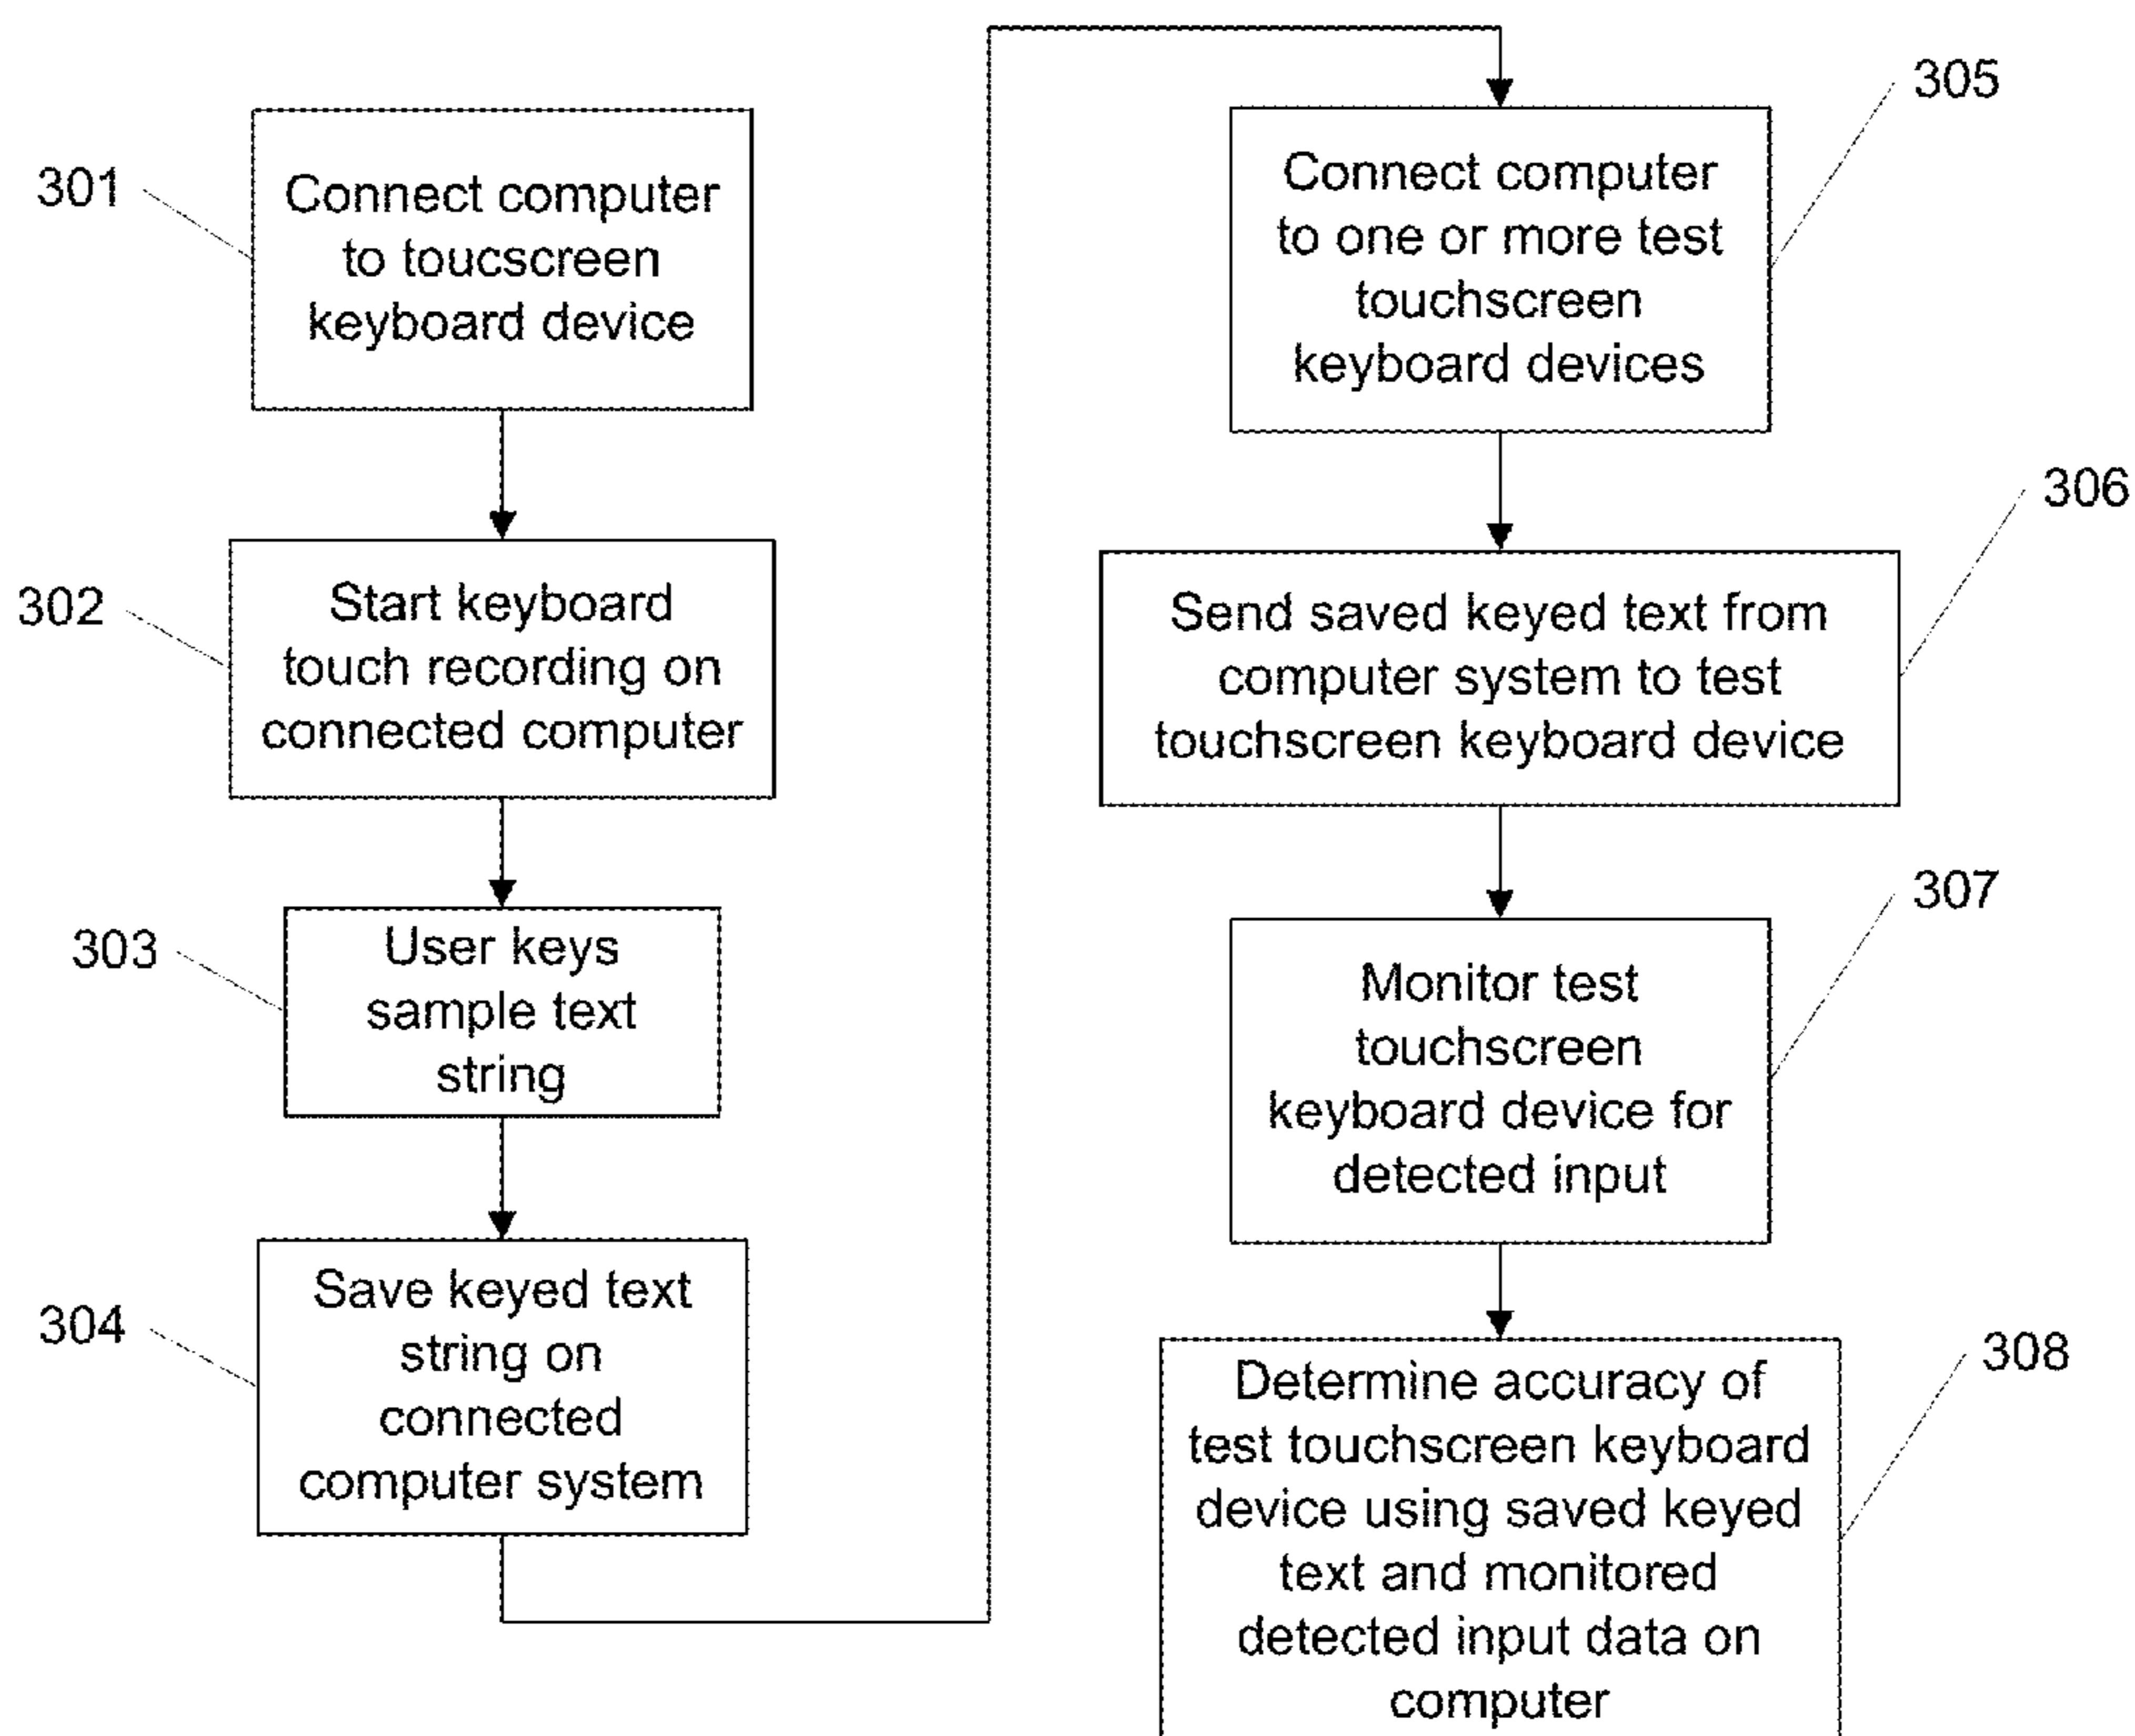 301
Connect computer
to toucscreen
keyboard device
302
Start keyboard
touch recording on
connected computer
303
User keys
sample text
string
304
Save keyed text
string on
connected
computer system
305
Connect computer
to one or more test
touchscreen
keyboard devices
306
Send saved keyed text from
computer system to test
touchscreen keyboard device
307
Monitor test
touchscreen
keyboard device for
detected input
308
Determine accuracy of
test touchscreen keyboard
device using saved keyed
text and monitored
detected input data on
computer